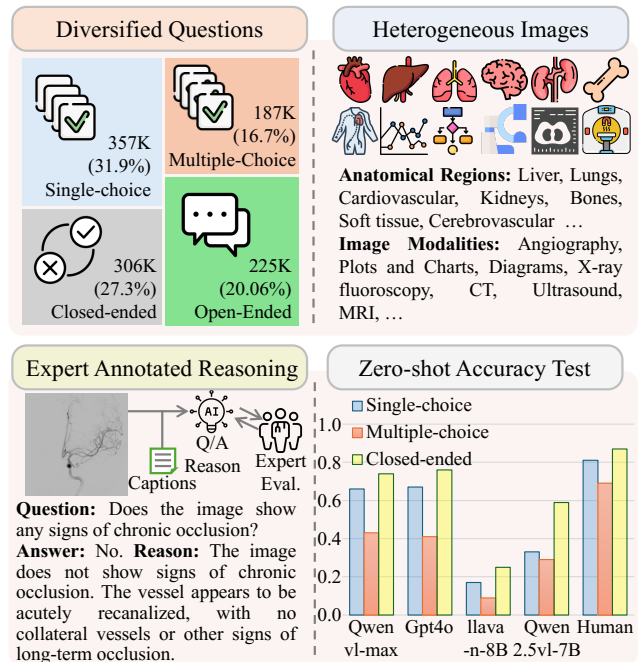 Diversified Questions
357K
(31.9%)
Single-choice
187K
(16.7%)
Multiple-Choice
306K
(27.3%)
Closed-ended
225K
(20.06%)
Open-Ended
Heterogeneous Images
Anatomical Regions: Liver, Lungs,
Cardiovascular, Kidneys, Bones,
Soft tissue, Cerebrovascular …
Image Modalities: Angiography,
Plots and Charts, Diagrams, X-ray
fluoroscopy, CT, Ultrasound,
MRI, …
Expert Annotated Reasoning
AI
Q/A
Captions
Reason
Expert
Eval.
Question: Does the image show
any signs of chronic occlusion?
Answer: No. Reason: The image
does not show signs of chronic
occlusion. The vessel appears to be
acutely recanalized, with no
collateral vessels or other signs of
long-term occlusion.
Zero-shot Accuracy Test
Single-choice
Multiple-choice
Closed-ended
1.0
0.8
0.6
0.4
0.2
0.0
Qwen
vl-max
Gpt4o
llava
-n-8B
Qwen
2.5vl-7B
Human